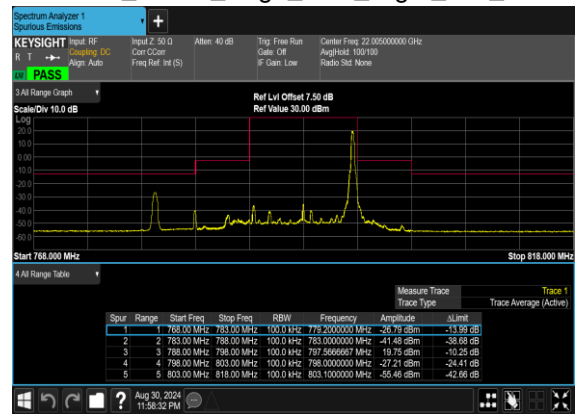 Spectrum Analyzer 1
Spurious Emissions
+
KEYSIGHT Input: RF Input Z: 50 Ω Atten: 40 dB Trig: Free Run Center Freq: 22.005000000 GHz
R T Coupling: DC Corr CCorr Gate: Off Avg|Hold: 100/100
Align: Auto Freq Ref: Int (S) IF Gain: Low Radio Std: None
PASS
3 All Range Graph
Ref Lvl Offset 7.50 dB
Scale/Div 10.0 dB Ref Value 30.00 dBm
Log
20.0
10.0
0.00
-10.0
-20.0
-30.0
-40.0
-50.0
-60.0
Start 768.000 MHz Stop 818.000 MHz
4 All Range Table
Measure Trace Trace 1
Trace Type Trace Average (Active)
Spur Range Start Freq Stop Freq RBW Frequency Amplitude ΔLimit
1 1 768.00 MHz 783.00 MHz 100.0 kHz 779.2000000 MHz -26.79 dBm -13.99 dB
2 2 783.00 MHz 788.00 MHz 100.0 kHz 783.0000000 MHz -41.48 dBm -38.68 dB
3 3 788.00 MHz 798.00 MHz 100.0 kHz 797.5666667 MHz 19.75 dBm -10.25 dB
4 4 798.00 MHz 803.00 MHz 100.0 kHz 798.0000000 MHz -27.21 dBm -24.41 dB
5 5 803.00 MHz 818.00 MHz 100.0 kHz 803.1000000 MHz -55.46 dBm -42.66 dB
? Aug 30, 2024
11:58:32 PM